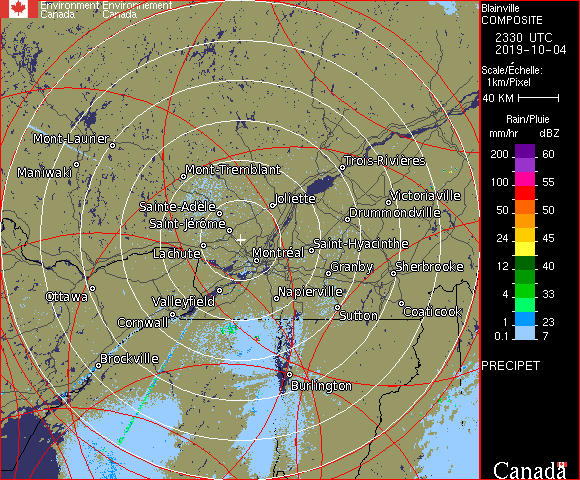 Environment Environnement
Canada Canada
Blainville
COMPOSITE
2330 UTC
2019-10-04
Scale/Échelle:
1km/Pixel
40 KM
Rain/Pluie
mm/hr dBZ
200 60
150 57
100 55
50 50
24 45
12 40
4 33
1 23
0.1 7
PRECIPET
Canada
Mont-Laurier
Maniwaki
Mont-Tremblant
Trois-Rivières
Joliette
Victoriaville
Sainte-Adèle
Drummondville
Saint-Jérôme
Lachute
Montréal
Saint-Hyacinthe
Granby
Sherbrooke
Ottawa
Valleyfield
Napierville
Cornwall
Sutton
Coaticook
Brockville
Burlington